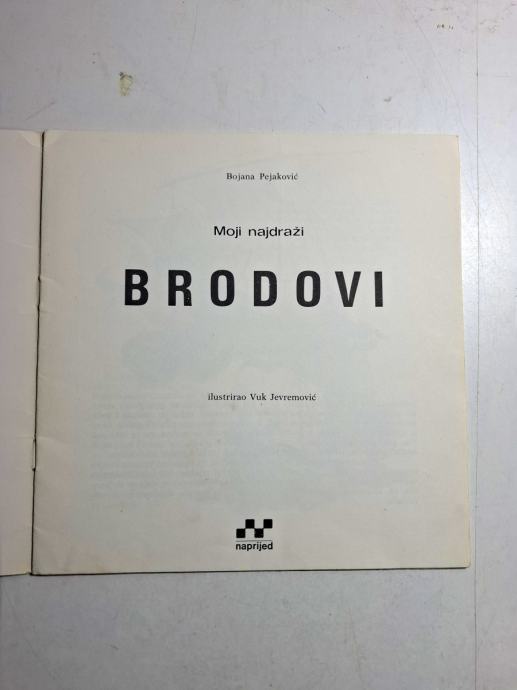 Bojana Pejaković
Moji najdraži
BRODOVI
ilustrirao Vuk Jevremović
naprijed